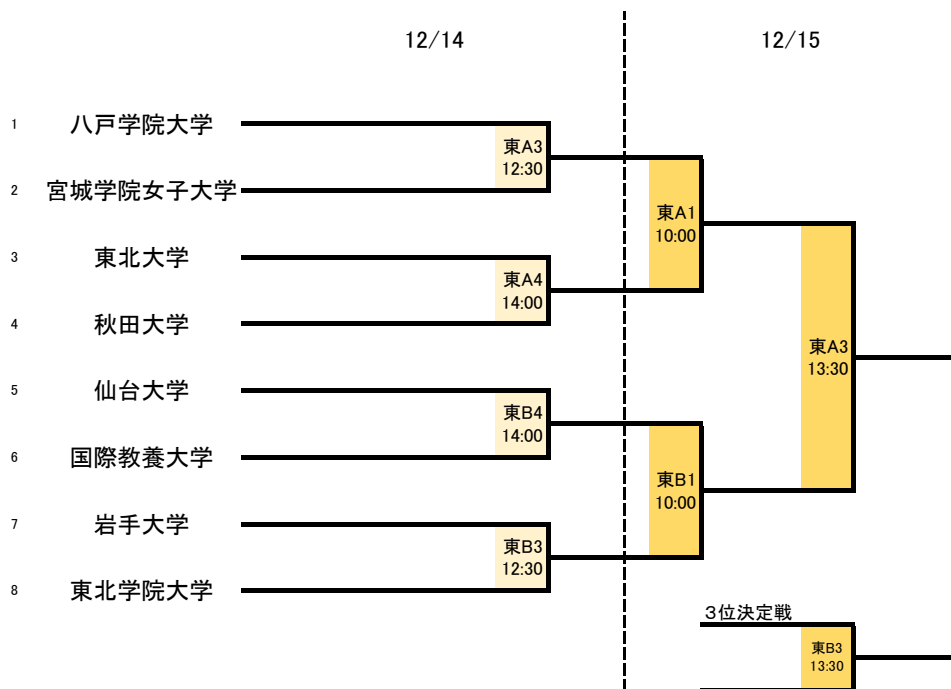 12/14
12/15
1 八戸学院大学
東A3
12:30
2 宮城学院女子大学
東A1
10:00
3 東北大学
東A4
14:00
4 秋田大学
東A3
13:30
5 仙台大学
東B4
14:00
6 国際教養大学
東B1
10:00
7 岩手大学
東B3
12:30
8 東北学院大学
3位決定戦
東B3
13:30